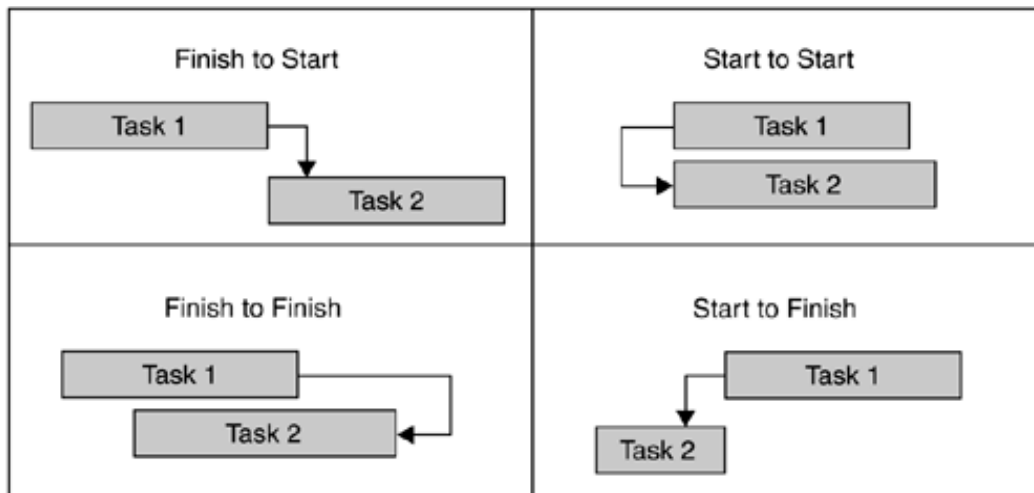 Finish to Start
Task 1
Task 2
Start to Start
Task 1
Task 2
Finish to Finish
Task 1
Task 2
Start to Finish
Task 1
Task 2